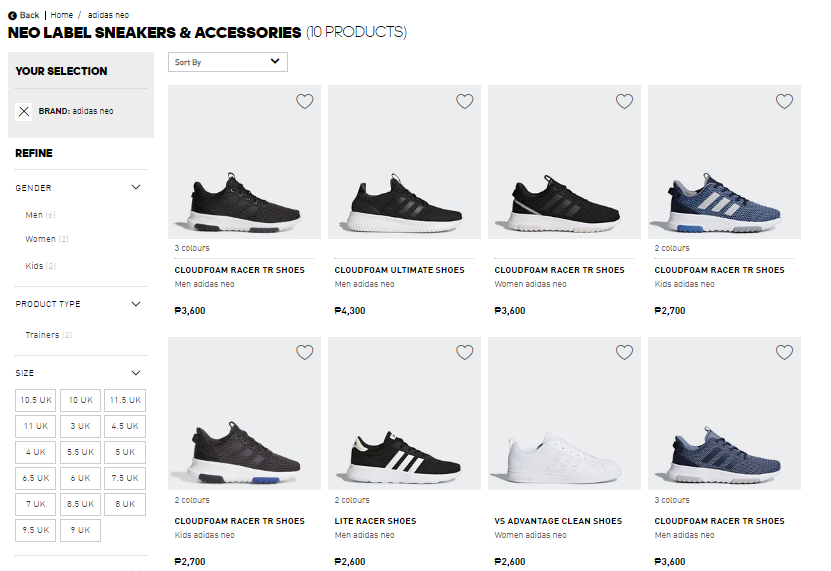 Back | Home / adidas neo
NEO LABEL SNEAKERS & ACCESSORIES (10 PRODUCTS)
YOUR SELECTION
BRAND: adidas neo
REFINE
GENDER
Men (6)
Women (2)
Kids (2)
PRODUCT TYPE
Trainers (2)
SIZE
10.5 UK 10 UK 11.5 UK
11 UK 3 UK 4.5 UK
4 UK 5.5 UK 5 UK
6.5 UK 6 UK 7.5 UK
7 UK 8.5 UK 8 UK
9.5 UK 9 UK
Sort By
3 colours
CLOUDFOAM RACER TR SHOES
Men adidas neo
₱3,600
CLOUDFOAM ULTIMATE SHOES
Men adidas neo
₱4,300
CLOUDFOAM RACER TR SHOES
Women adidas neo
₱3,600
2 colours
CLOUDFOAM RACER TR SHOES
Kids adidas neo
₱2,700
2 colours
CLOUDFOAM RACER TR SHOES
Kids adidas neo
₱2,700
2 colours
LITE RACER SHOES
Men adidas neo
₱2,600
VS ADVANTAGE CLEAN SHOES
Women adidas neo
₱2,600
3 colours
CLOUDFOAM RACER TR SHOES
Men adidas neo
₱3,600